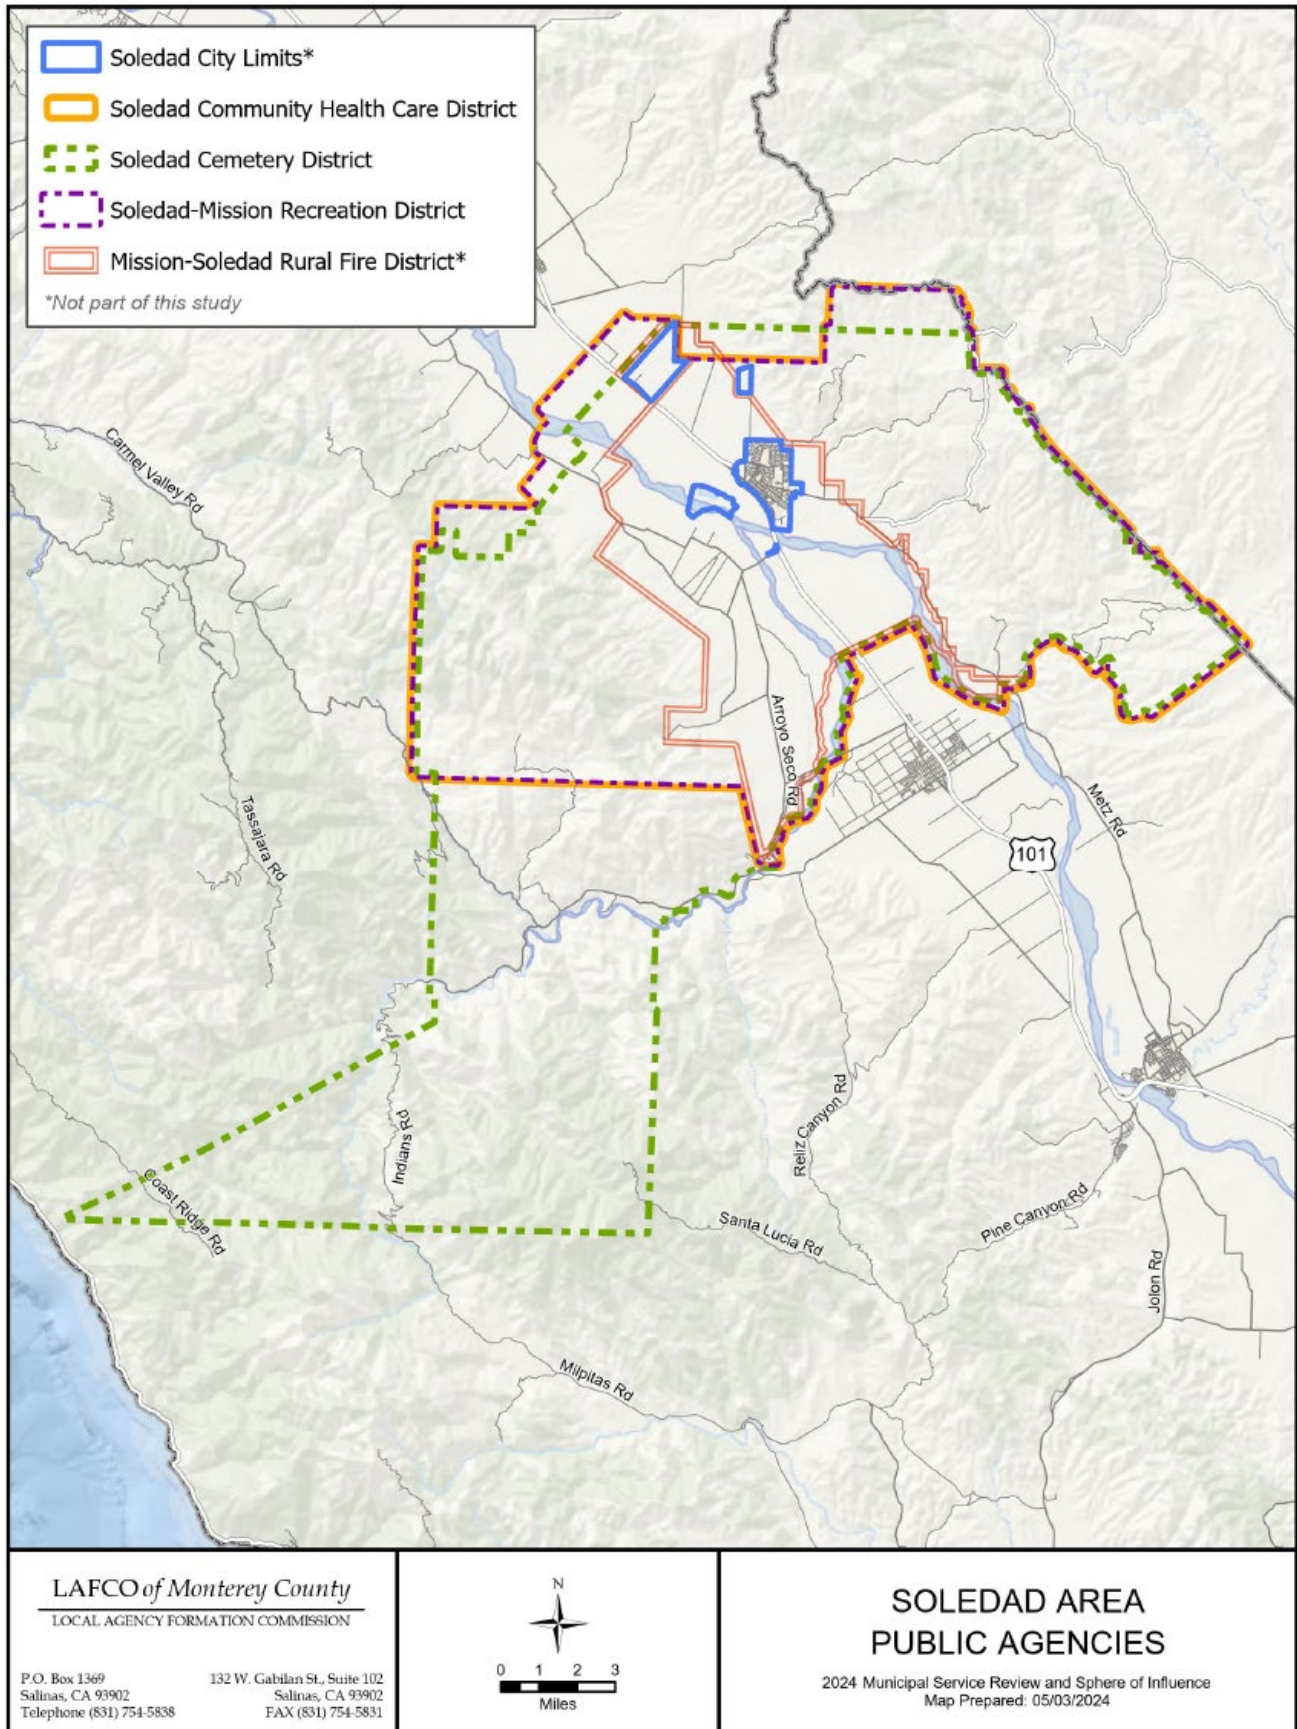 Soledad City Limits*
Soledad Community Health Care District
Soledad Cemetery District
Soledad-Mission Recreation District
Mission-Soledad Rural Fire District*
*Not part of this study
Carmel Valley Rd
Tassajara Rd
Arroyo Seco Rd
Metz Rd
101
Indians Rd
Reliz Canyon Rd
Coast Ridge Rd
Santa Lucia Rd
Pine Canyon Rd
Jolon Rd
Milpitas Rd
LAFCO of Monterey County
LOCAL AGENCY FORMATION COMMISSION
P.O. Box 1369
Salinas, CA 93902
Telephone (831) 754-5838
132 W. Gabilan St., Suite 102
Salinas, CA 93902
FAX (831) 754-5831
N
0 1 2 3
Miles
SOLEDAD AREA
PUBLIC AGENCIES
2024 Municipal Service Review and Sphere of Influence
Map Prepared: 05/03/2024